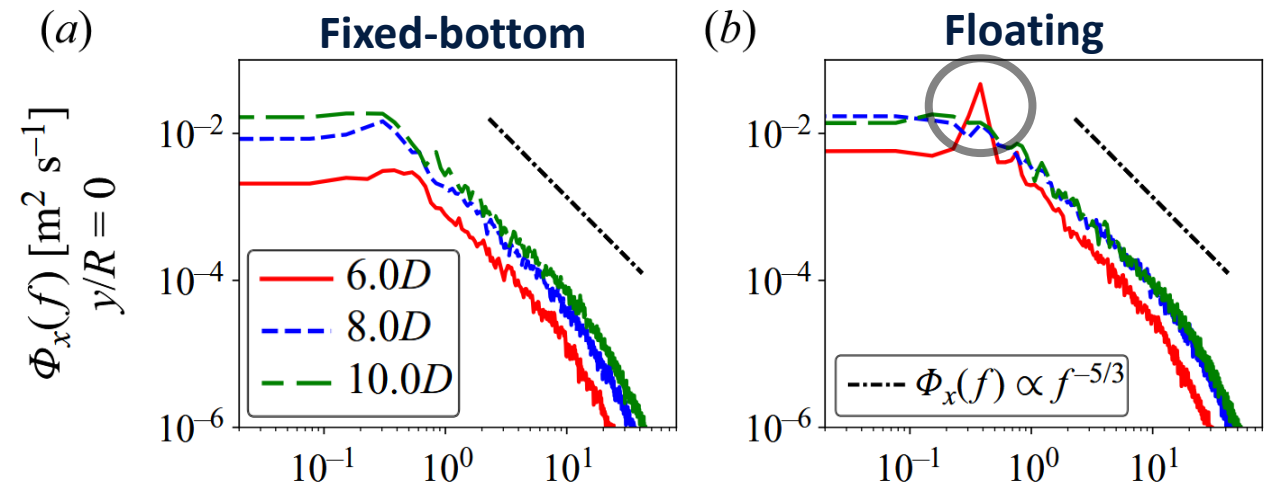 (a) Fixed-bottom
(b) Floating
Φₓ(f) [m² s⁻¹]
y/R = 0
10⁻²
10⁻⁴
10⁻⁶
6.0D
8.0D
10.0D
10⁻¹ 10⁰ 10¹
10⁻²
10⁻⁴
10⁻⁶
Φₓ(f) ∝ f⁻⁵/³
10⁻¹ 10⁰ 10¹